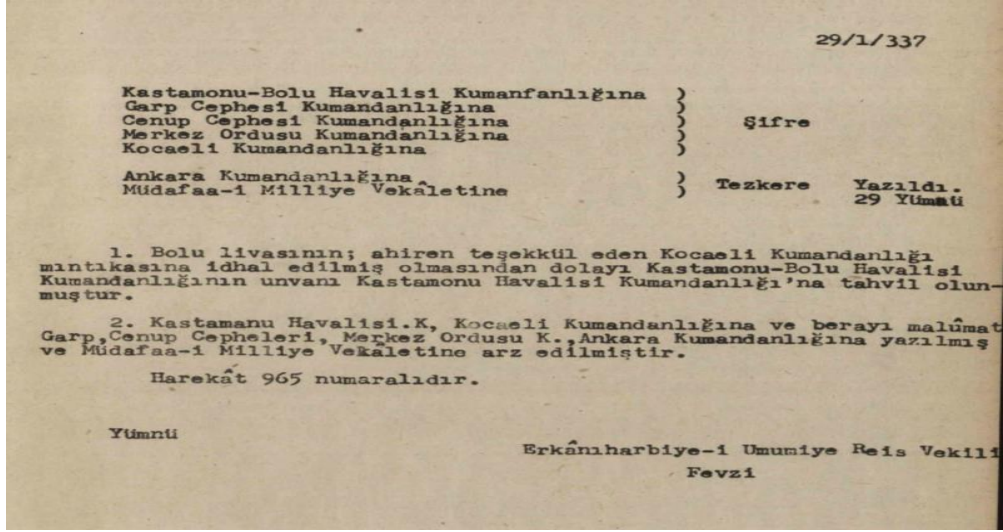 29/1/337
Kastamonu-Bolu Havalisi Kumanfanlığına )
Garp Cephesi Kumandanlığına )
Cenup Cephesi Kumandanlığına ) Şifre
Merkez Ordusu Kumandanlığına )
Kocaeli Kumandanlığına )
Ankara Kumandanlığına ) Tezkere Yazıldı.
Müdafaa-i Milliye Vekâletine ) 29 Yümnü
1. Bolu livasının; ahiren teşekkül eden Kocaeli Kumandanlığı
mıntıkasına idhal edilmiş olmasından dolayı Kastamonu-Bolu Havalisi
Kumandanlığının unvanı Kastamonu Havalisi Kumandanlığı'na tahvil olun-
muştur.
2. Kastamanu Havalisi.K, Kocaeli Kumandanlığına ve berayı malûmat
Garp,Cenup Cepheleri, Merkez Ordusu K.,Ankara Kumandanlığına yazılmış
ve Müdafaa-i Milliye Vekâletine arz edilmiştir.
Harekât 965 numaralıdır.
Yümnü
Erkânıharbiye-i Umumiye Reis Vekili
Fevzi